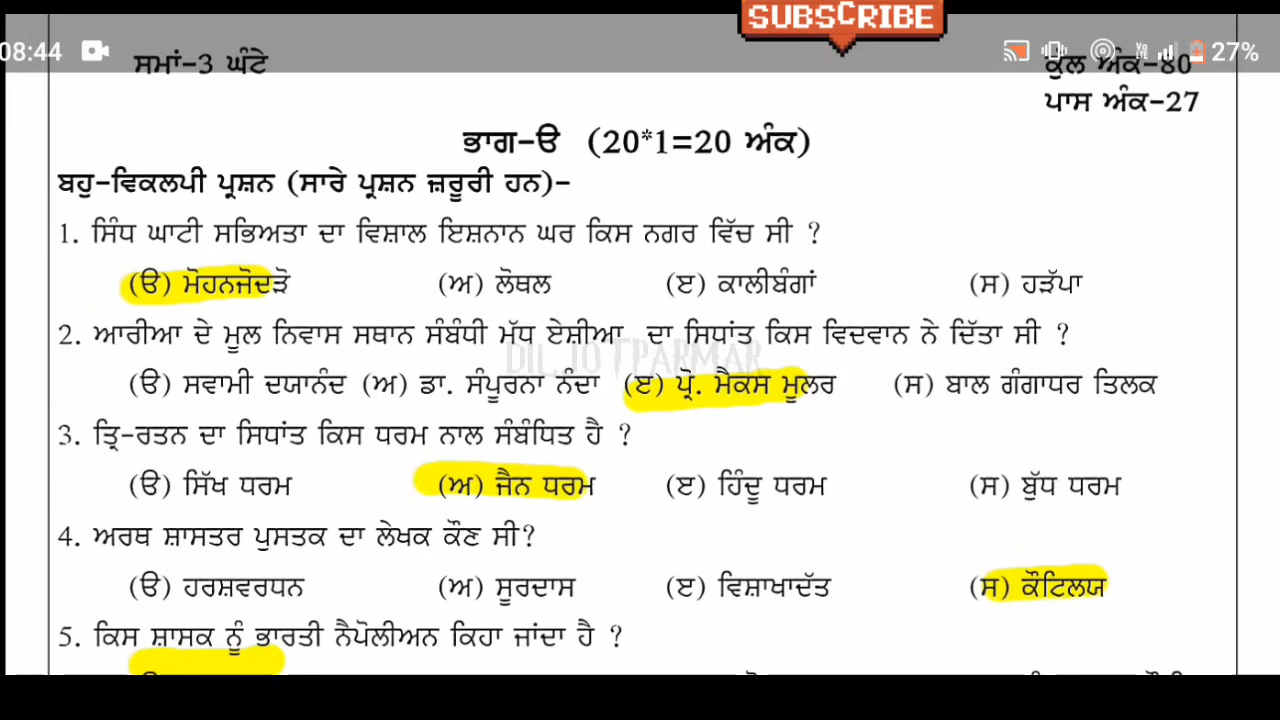 SUBSCRIBE
08:44
27%
ਸਮਾਂ-3 ਘੰਟੇ
ਕੁੱਲ ਅੰਕ-80
ਪਾਸ ਅੰਕ-27
ਭਾਗ-ੳ (20*1=20 ਅੰਕ)
ਬਹੁ-ਵਿਕਲਪੀ ਪ੍ਰਸ਼ਨ (ਸਾਰੇ ਪ੍ਰਸ਼ਨ ਜ਼ਰੂਰੀ ਹਨ)-
1. ਸਿੰਧ ਘਾਟੀ ਸਭਿਅਤਾ ਦਾ ਵਿਸ਼ਾਲ ਇਸ਼ਨਾਨ ਘਰ ਕਿਸ ਨਗਰ ਵਿੱਚ ਸੀ ?
(ੳ) ਮੋਹਨਜੋਦੜੋ (ਅ) ਲੋਥਲ (ੲ) ਕਾਲੀਬੰਗਾਂ (ਸ) ਹੜੱਪਾ
2. ਆਰੀਆ ਦੇ ਮੂਲ ਨਿਵਾਸ ਸਥਾਨ ਸੰਬੰਧੀ ਮੱਧ ਏਸ਼ੀਆ ਦਾ ਸਿਧਾਂਤ ਕਿਸ ਵਿਦਵਾਨ ਨੇ ਦਿੱਤਾ ਸੀ ?
DILJOTPARMAR
(ੳ) ਸਵਾਮੀ ਦਯਾਨੰਦ (ਅ) ਡਾ. ਸੰਪੂਰਨਾ ਨੰਦਾ (ੲ) ਪ੍ਰੋ. ਮੈਕਸ ਮੂਲਰ (ਸ) ਬਾਲ ਗੰਗਾਧਰ ਤਿਲਕ
3. ਤ੍ਰਿ-ਰਤਨ ਦਾ ਸਿਧਾਂਤ ਕਿਸ ਧਰਮ ਨਾਲ ਸੰਬੰਧਿਤ ਹੈ ?
(ੳ) ਸਿੱਖ ਧਰਮ (ਅ) ਜੈਨ ਧਰਮ (ੲ) ਹਿੰਦੂ ਧਰਮ (ਸ) ਬੁੱਧ ਧਰਮ
4. ਅਰਥ ਸ਼ਾਸਤਰ ਪੁਸਤਕ ਦਾ ਲੇਖਕ ਕੌਣ ਸੀ?
(ੳ) ਹਰਸ਼ਵਰਧਨ (ਅ) ਸੂਰਦਾਸ (ੲ) ਵਿਸ਼ਾਖਾਦੱਤ (ਸ) ਕੌਟਿਲਯ
5. ਕਿਸ ਸ਼ਾਸਕ ਨੂੰ ਭਾਰਤੀ ਨੈਪੋਲੀਅਨ ਕਿਹਾ ਜਾਂਦਾ ਹੈ ?